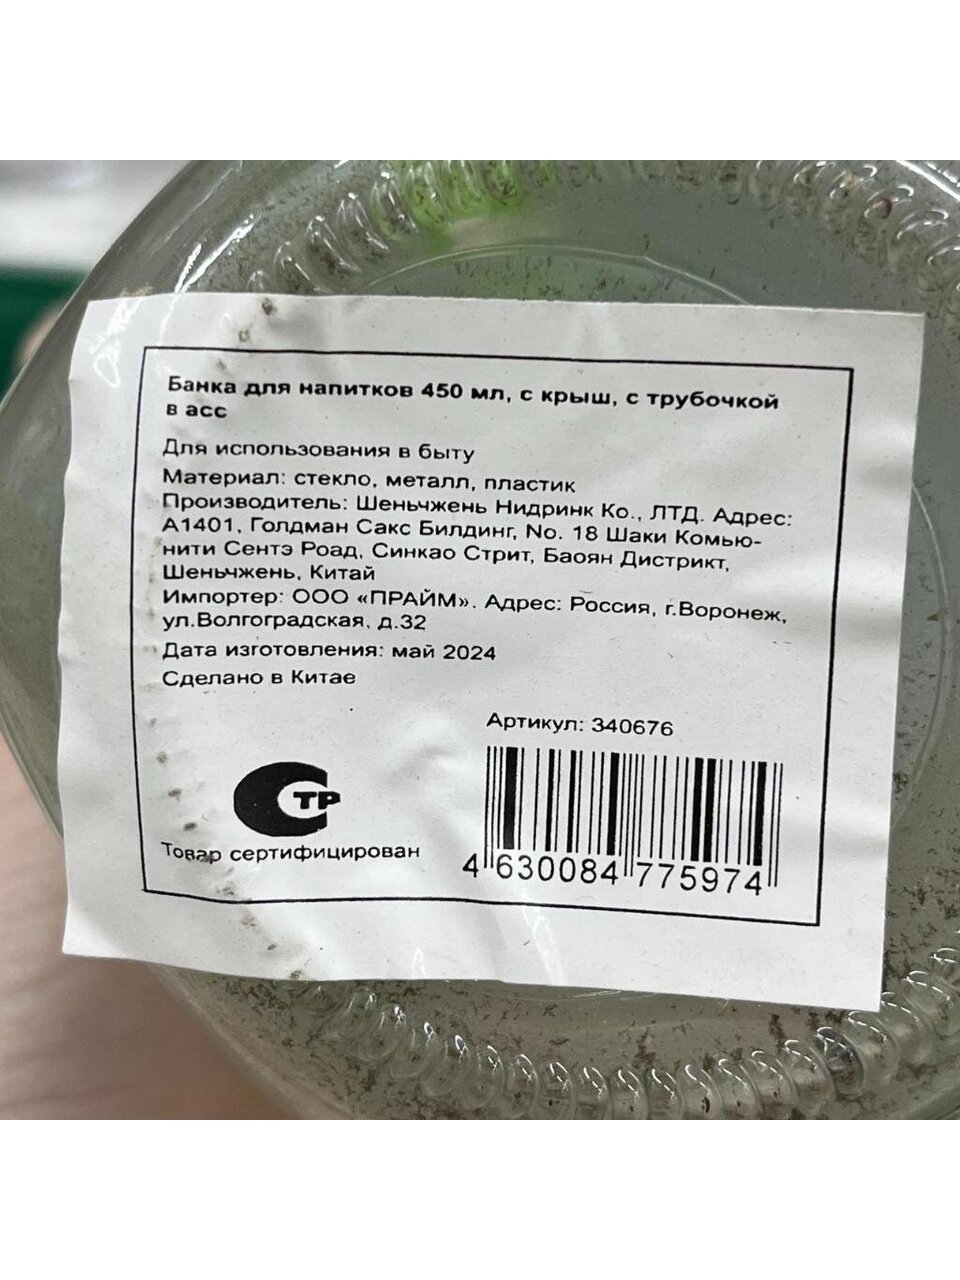 Банка для напитков 450 мл, с крыш, с трубочкой
в асс
Для использования в быту
Материал: стекло, металл, пластик
Производитель: Шеньчжень Нидринк Ко., ЛТД. Адрес:
А1401, Голдман Сакс Билдинг, No. 18 Шаки Комью-
нити Сентэ Роад, Синкао Стрит, Баоян Дистрикт,
Шеньчжень, Китай
Импортер: ООО «ПРАЙМ». Адрес: Россия, г.Воронеж,
ул.Волгоградская, д.32
Дата изготовления: май 2024
Сделано в Китае
Артикул: 340676
СТР
Товар сертифицирован
4 630084 775974